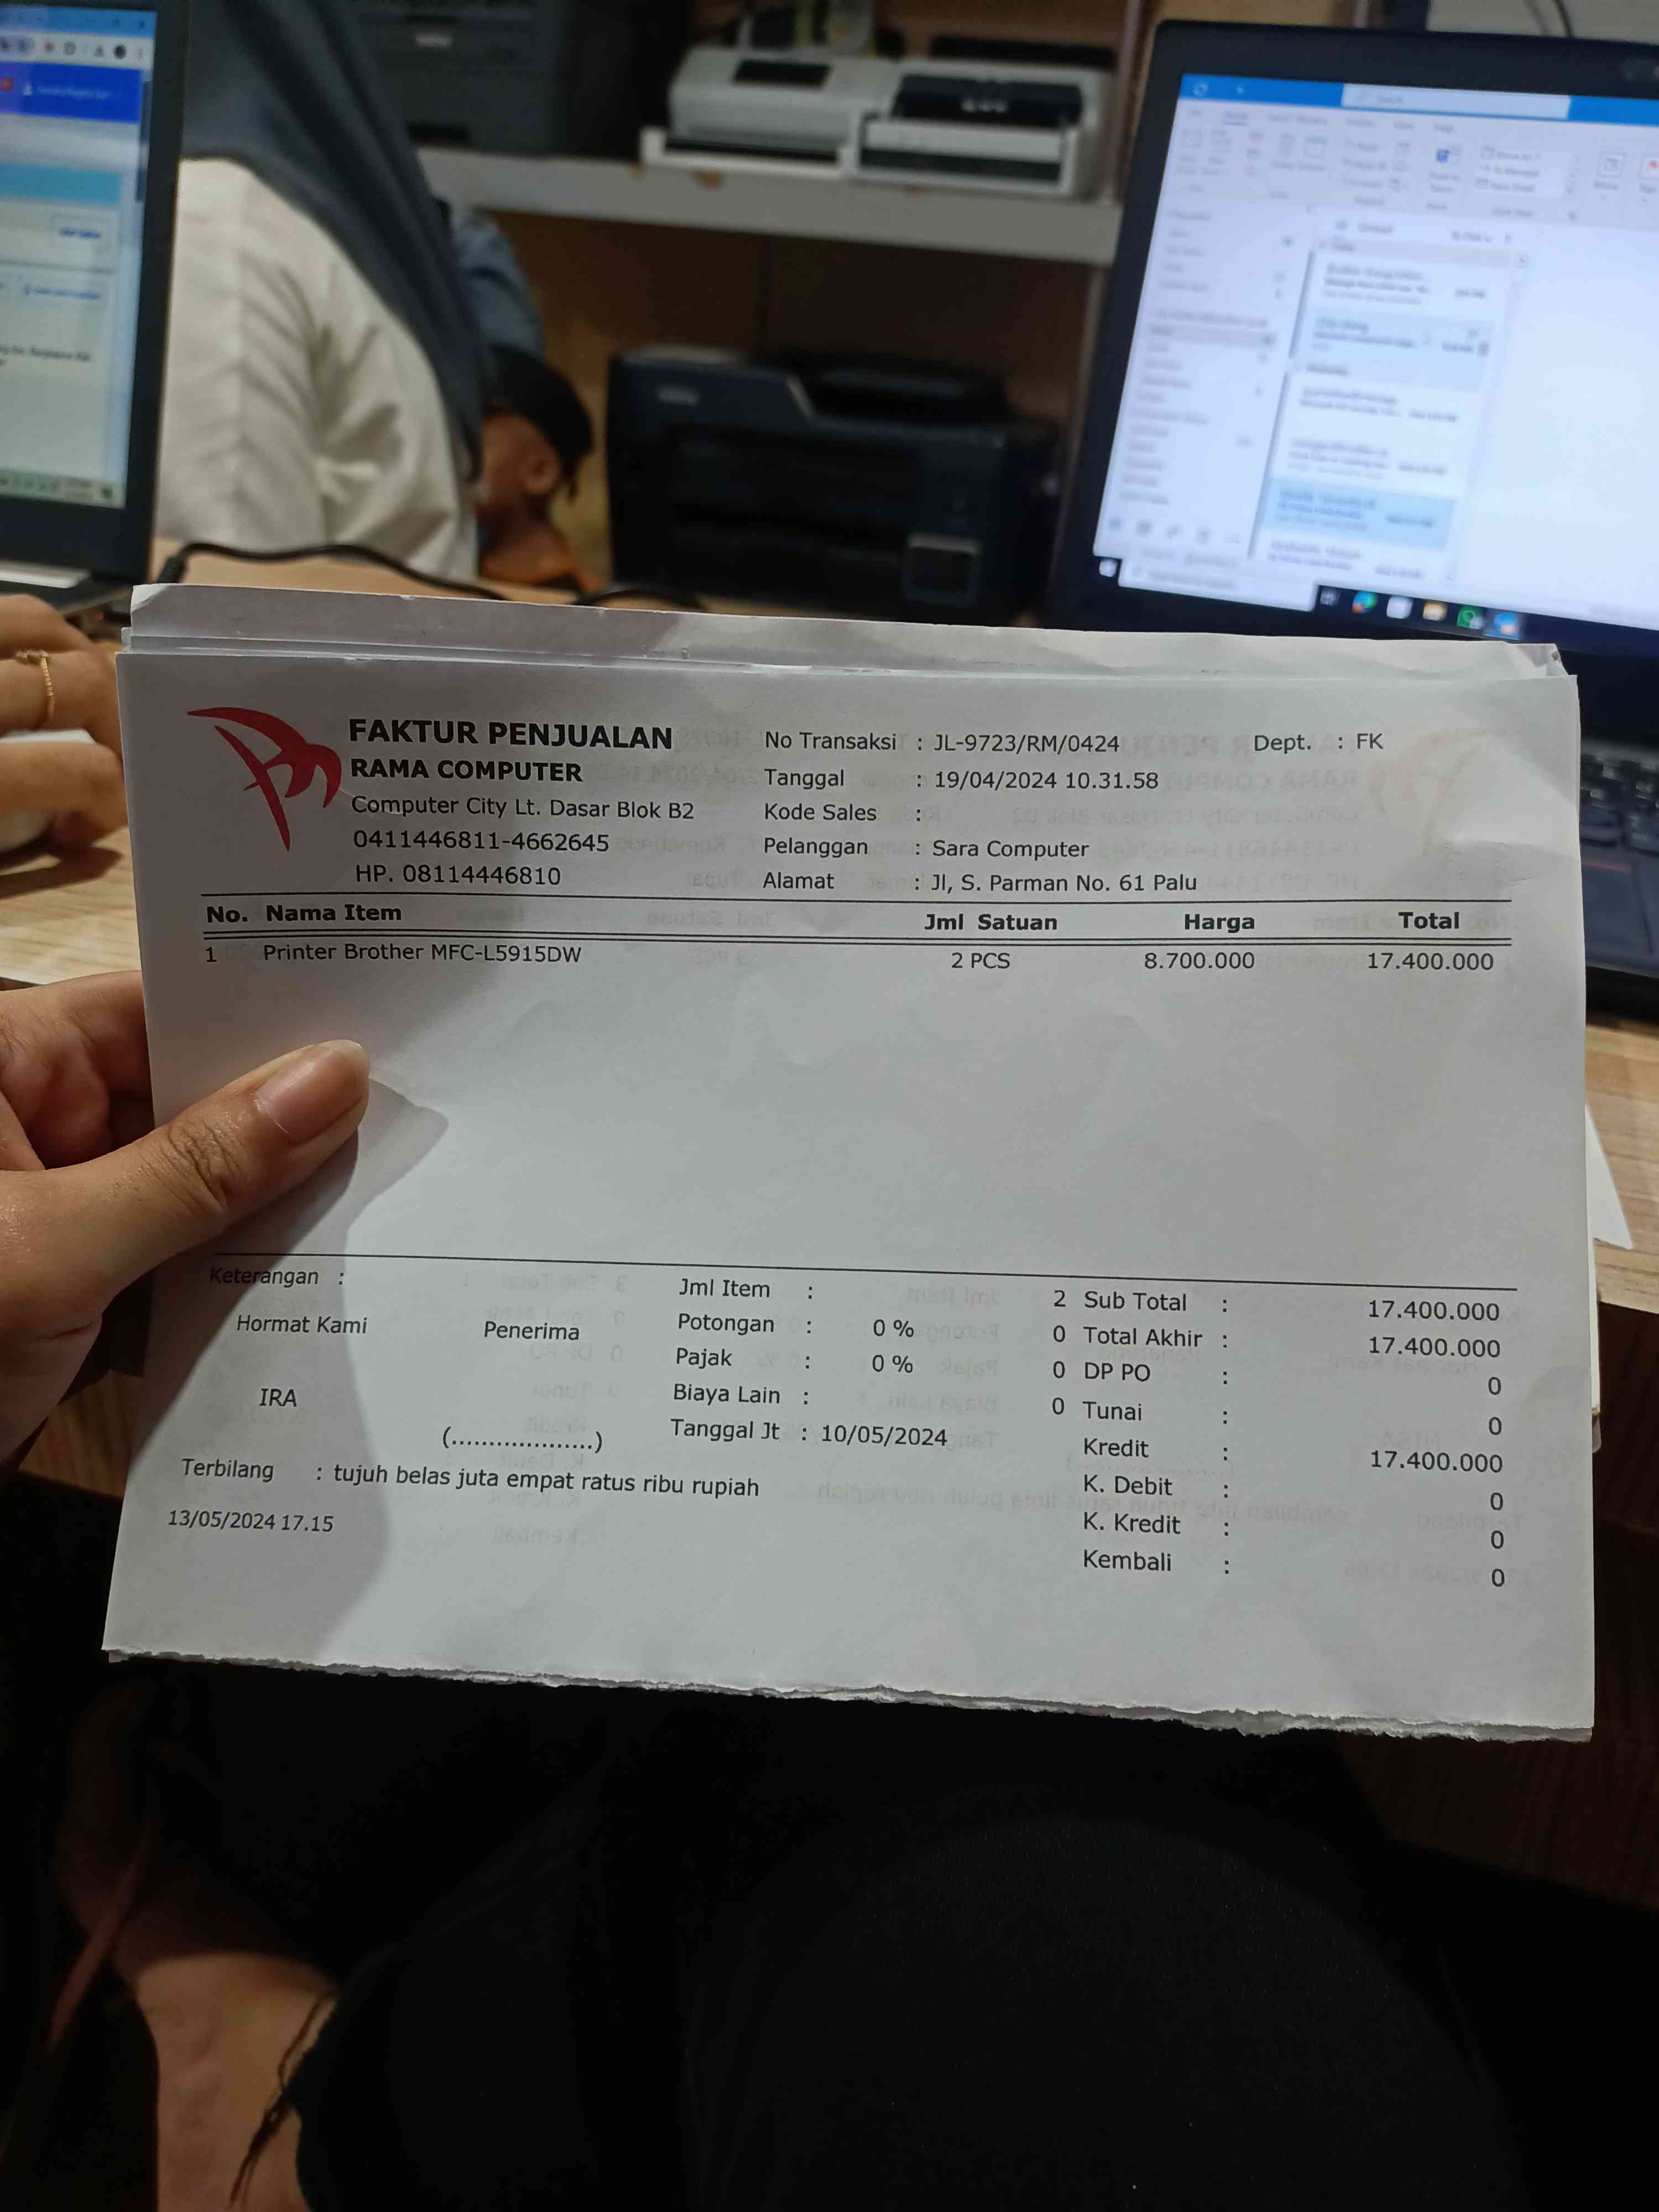 FAKTUR PENJUALAN
RAMA COMPUTER
Computer City Lt. Dasar Blok B2
0411446811-4662645
HP. 08114446810
No Transaksi : JL-9723/RM/0424 Dept. : FK
Tanggal : 19/04/2024 10.31.58
Kode Sales :
Pelanggan : Sara Computer
Alamat : Jl, S. Parman No. 61 Palu
No. Nama Item Jml Satuan Harga Total
1 Printer Brother MFC-L5915DW 2 PCS 8.700.000 17.400.000
Keterangan :
Hormat Kami Penerima
IRA
(...................)
Jml Item : 2
Potongan : 0 % 0
Pajak : 0 % 0
Biaya Lain : 0
Tanggal Jt : 10/05/2024
Sub Total : 17.400.000
Total Akhir : 17.400.000
DP PO : 0
Tunai : 0
Kredit : 17.400.000
K. Debit : 0
K. Kredit : 0
Kembali : 0
Terbilang : tujuh belas juta empat ratus ribu rupiah
13/05/2024 17.15